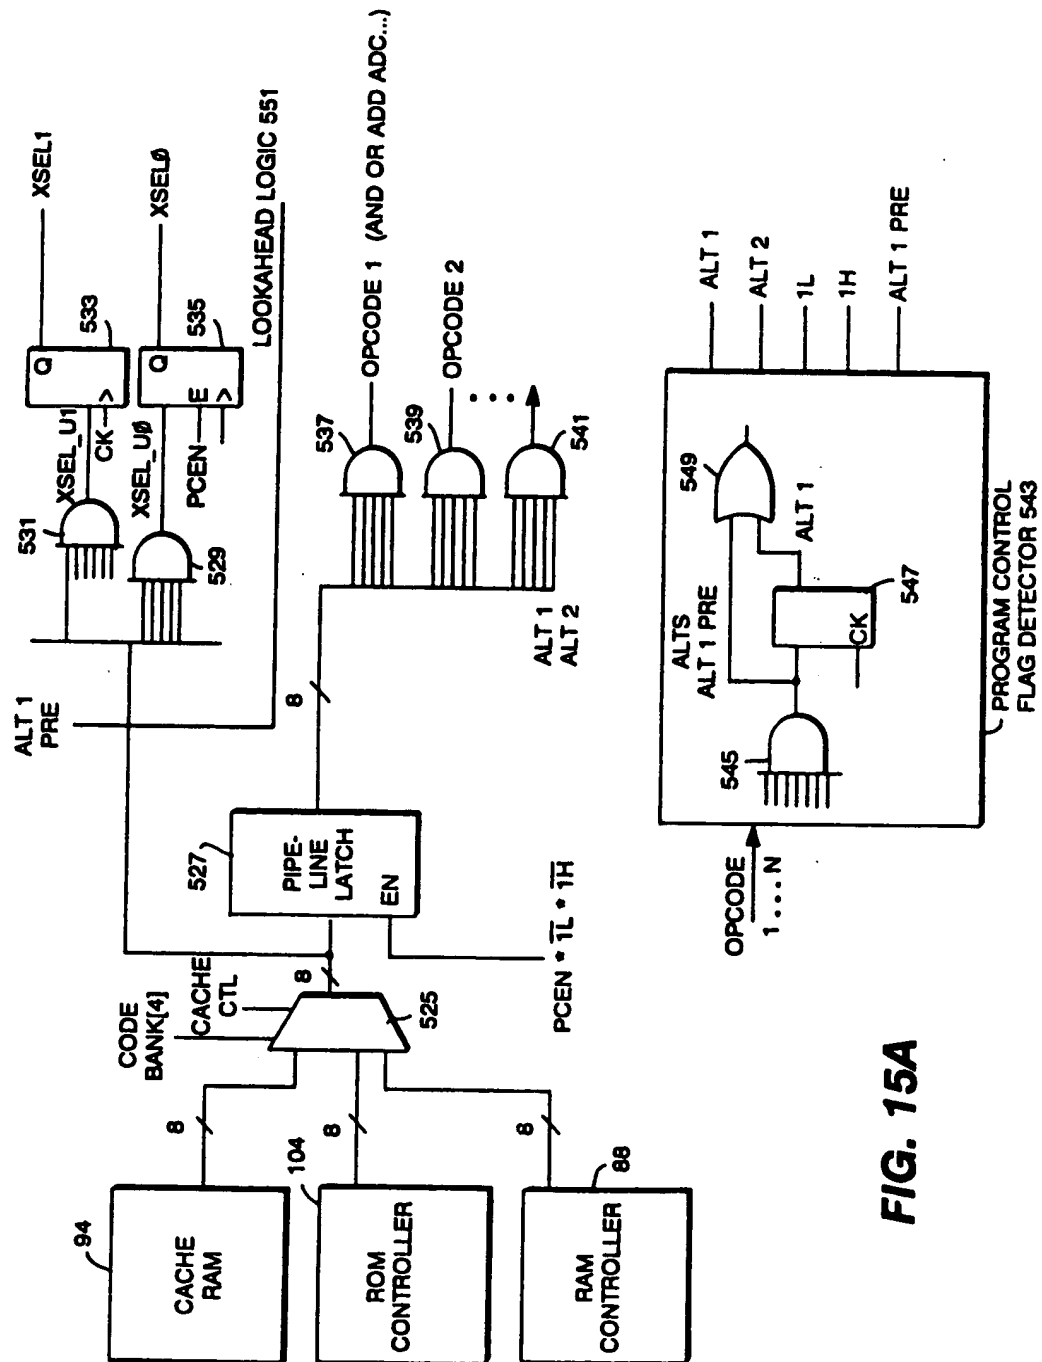 94
CACHE
RAM
8
104
ROM
CONTROLLER
8
88
RAM
CONTROLLER
8
CODE
BANK[4]
CACHE
CTL
525
8
527
PIPE-
LINE
LATCH
EN
PCEN * 1L * 1H
ALT 1
PRE
8
531
529
XSEL_U1
CK
XSEL_UØ
PCEN
Q
>
533
XSEL1
Q
E
>
535
XSELØ
LOOKAHEAD LOGIC 551
537
OPCODE 1 (AND OR ADD ADC...)
539
OPCODE 2
541
ALT 1
ALT 2
OPCODE
1...N
545
ALTS
ALT 1 PRE
CK
547
ALT 1
549
ALT 1
ALT 2
1L
1H
ALT 1 PRE
PROGRAM CONTROL
FLAG DETECTOR 543
FIG. 15A